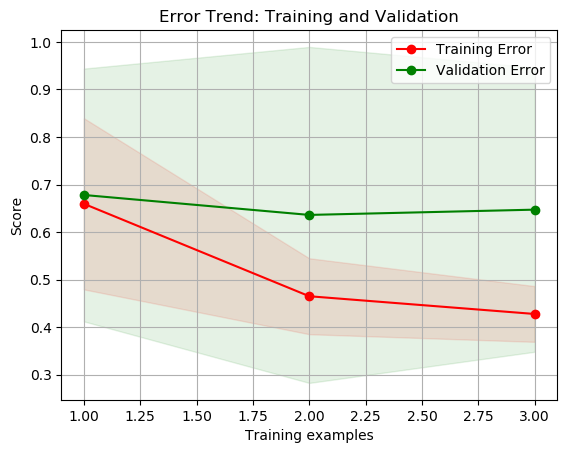 Error Trend: Training and Validation
1.0
0.9
0.8
0.7
0.6
0.5
0.4
0.3
Score
Training Error
Validation Error
1.00 1.25 1.50 1.75 2.00 2.25 2.50 2.75 3.00
Training examples